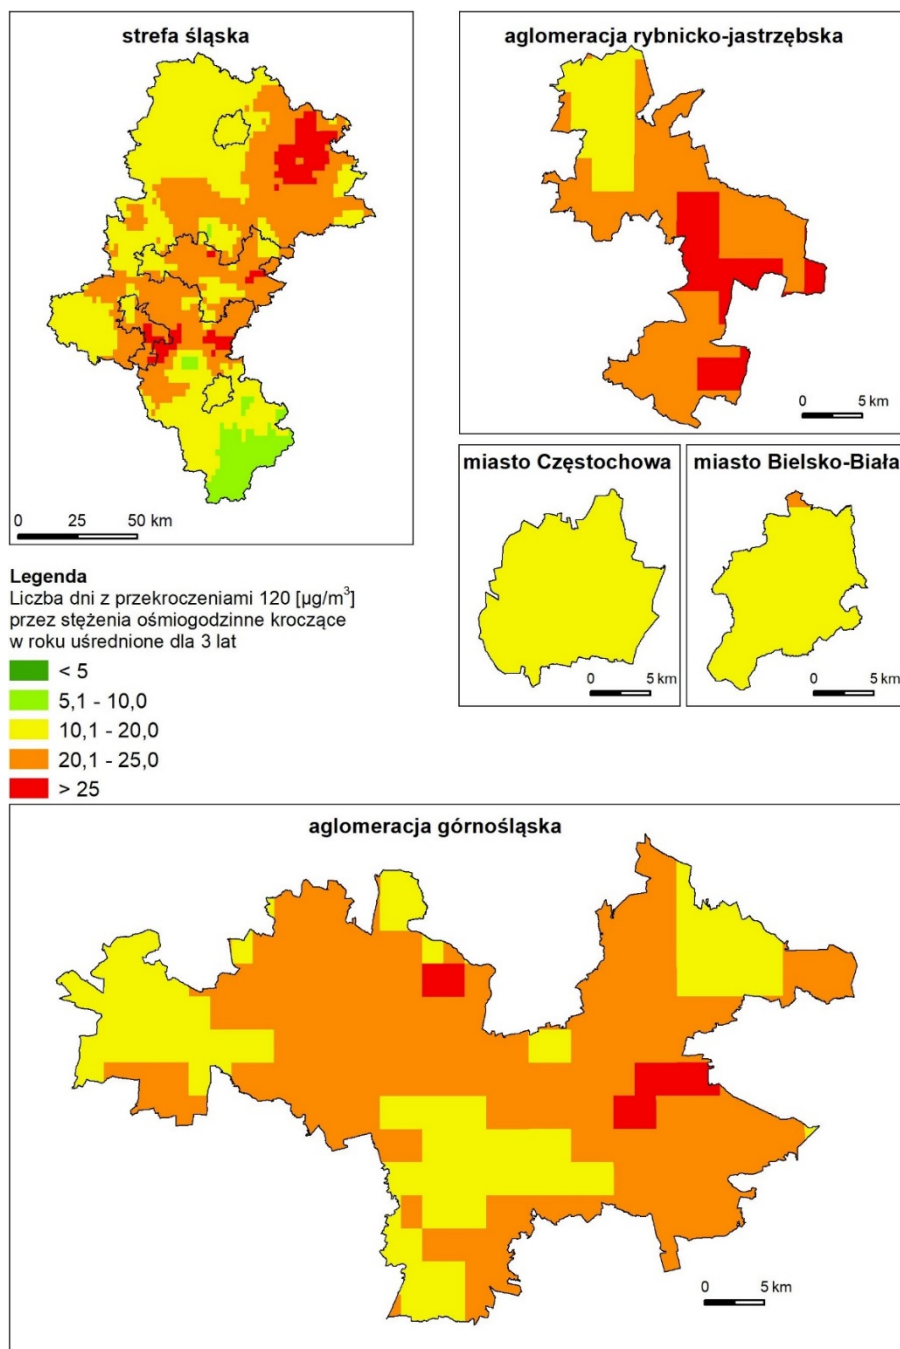 strefa śląska
0 25 50 km
aglomeracja rybnicko-jastrzębska
0 5 km
miasto Częstochowa
0 5 km
miasto Bielsko-Biała
0 5 km
Legenda
Liczba dni z przekroczeniami 120 [µg/m³]
przez stężenia ośmiogodzinne kroczące
w roku uśrednione dla 3 lat
< 5
5,1 - 10,0
10,1 - 20,0
20,1 - 25,0
> 25
aglomeracja górnośląska
0 5 km